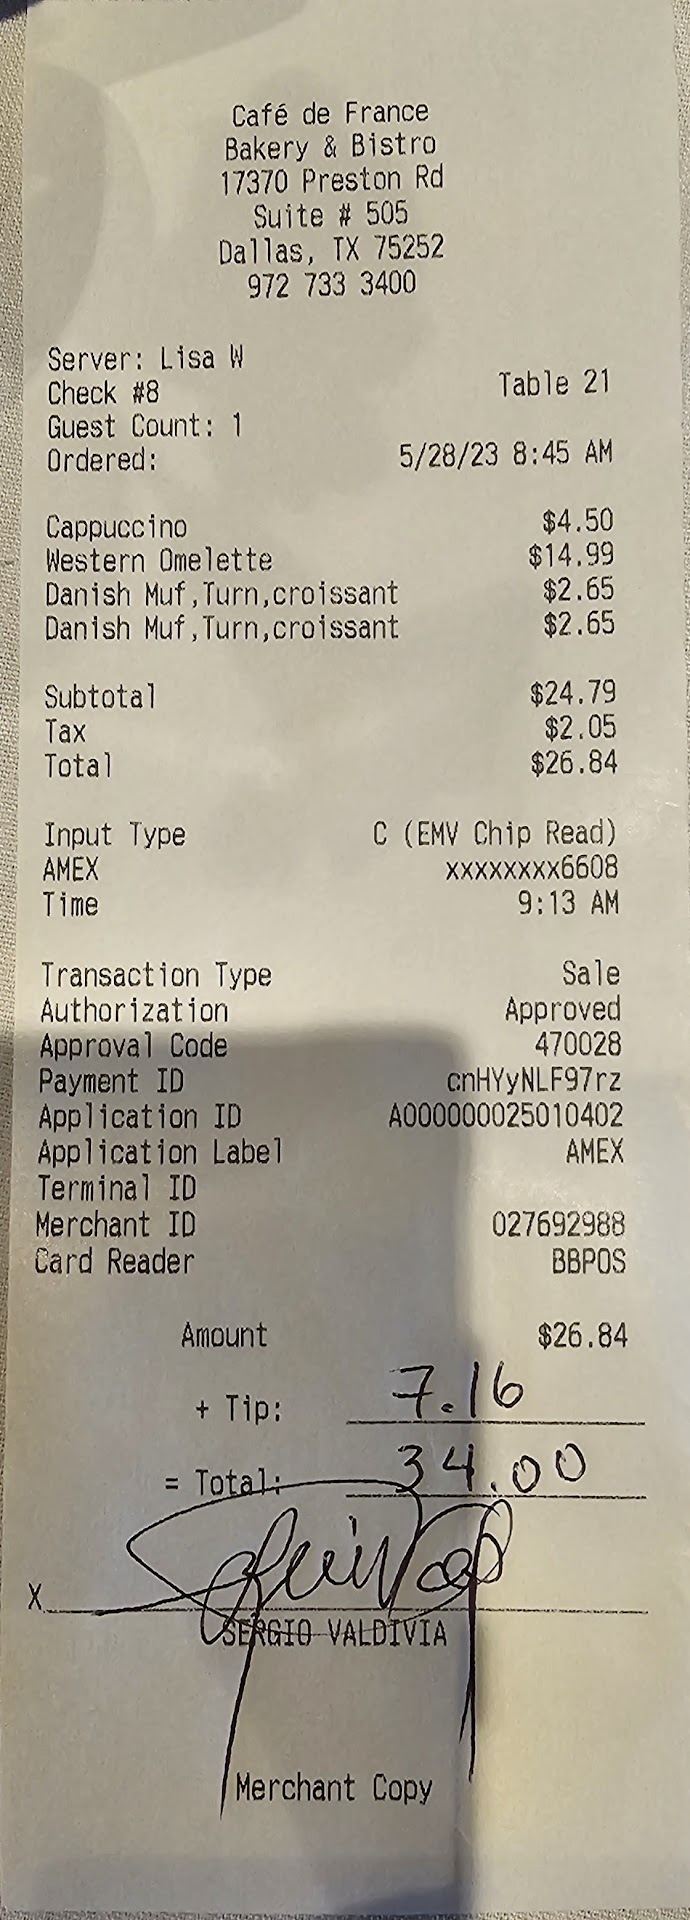 Café de France
Bakery & Bistro
17370 Preston Rd
Suite # 505
Dallas, TX 75252
972 733 3400
Server: Lisa W
Check #8 Table 21
Guest Count: 1
Ordered: 5/28/23 8:45 AM
Cappuccino $4.50
Western Omelette $14.99
Danish Muf,Turn,croissant $2.65
Danish Muf,Turn,croissant $2.65
Subtotal $24.79
Tax $2.05
Total $26.84
Input Type C (EMV Chip Read)
AMEX xxxxxxxx6608
Time 9:13 AM
Transaction Type Sale
Authorization Approved
Approval Code 470028
Payment ID cnHYyNLF97rz
Application ID A000000025010402
Application Label AMEX
Terminal ID
Merchant ID 027692988
Card Reader BBPOS
Amount $26.84
+ Tip: 7.16
= Total: 34.00
X
SERGIO VALDIVIA
Merchant Copy